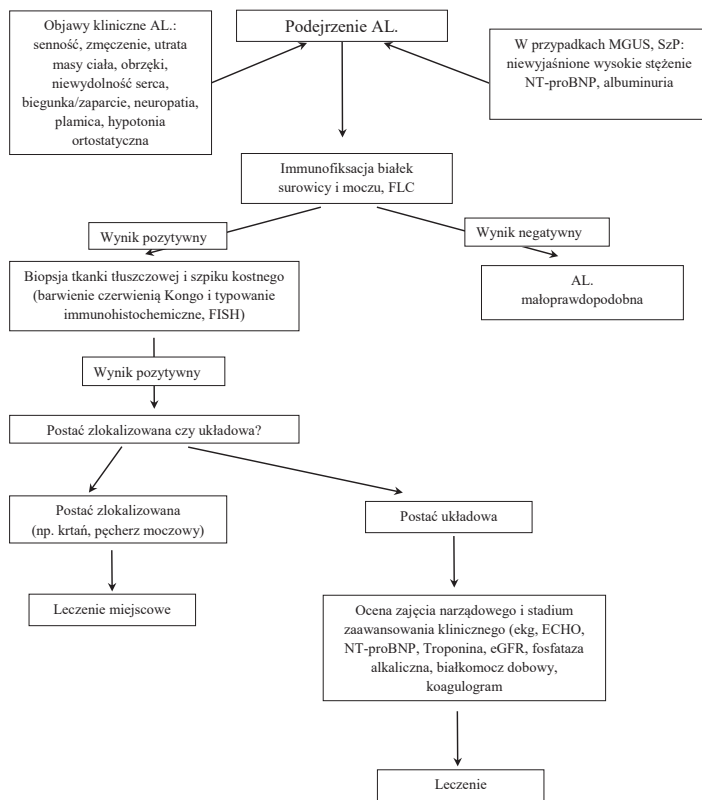 Objawy kliniczne AL.:
senność, zmęczenie, utrata
masy ciała, obrzęki,
niewydolność serca,
biegunka/zaparcie, neuropatia,
plamica, hypotonia
ortostatyczna
Podejrzenie AL.
W przypadkach MGUS, SzP:
niewyjaśnione wysokie stężenie
NT-proBNP, albuminuria
Immunofiksacja białek
surowicy i moczu, FLC
Wynik pozytywny
Wynik negatywny
Biopsja tkanki tłuszczowej i szpiku kostnego
(barwienie czerwienią Kongo i typowanie
immunohistochemiczne, FISH)
AL.
małoprawdopodobna
Wynik pozytywny
Postać zlokalizowana czy układowa?
Postać zlokalizowana
(np. krtań, pęcherz moczowy)
Postać układowa
Leczenie miejscowe
Ocena zajęcia narządowego i stadium
zaawansowania klinicznego (ekg, ECHO,
NT-proBNP, Troponina, eGFR, fosfataza
alkaliczna, białkomocz dobowy,
koagulogram
Leczenie